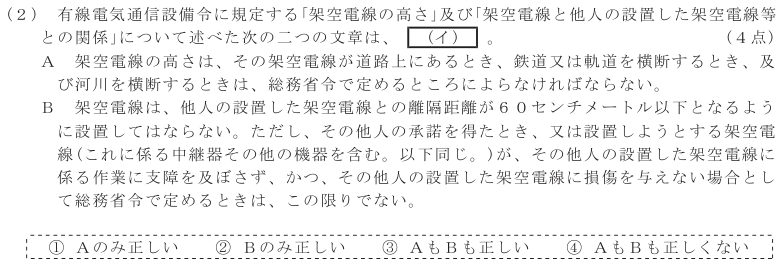 (２)　有線電気通信設備令に規定する｢架空電線の高さ｣及び｢架空電線と他人の設置した架空電線等
との関係｣について述べた次の二つの文章は、 (イ) 。 (４点)
Ａ　架空電線の高さは、その架空電線が道路上にあるとき、鉄道又は軌道を横断するとき、及
び河川を横断するときは、総務省令で定めるところによらなければならない。
Ｂ　架空電線は、他人の設置した架空電線との離隔距離が６０センチメートル以下となるよう
に設置してはならない。ただし、その他人の承諾を得たとき、又は設置しようとする架空電
線(これに係る中継器その他の機器を含む。以下同じ。)が、その他人の設置した架空電線に
係る作業に支障を及ぼさず、かつ、その他人の設置した架空電線に損傷を与えない場合とし
て総務省令で定めるときは、この限りでない。
① Ａのみ正しい　② Ｂのみ正しい　③ ＡもＢも正しい　④ ＡもＢも正しくない